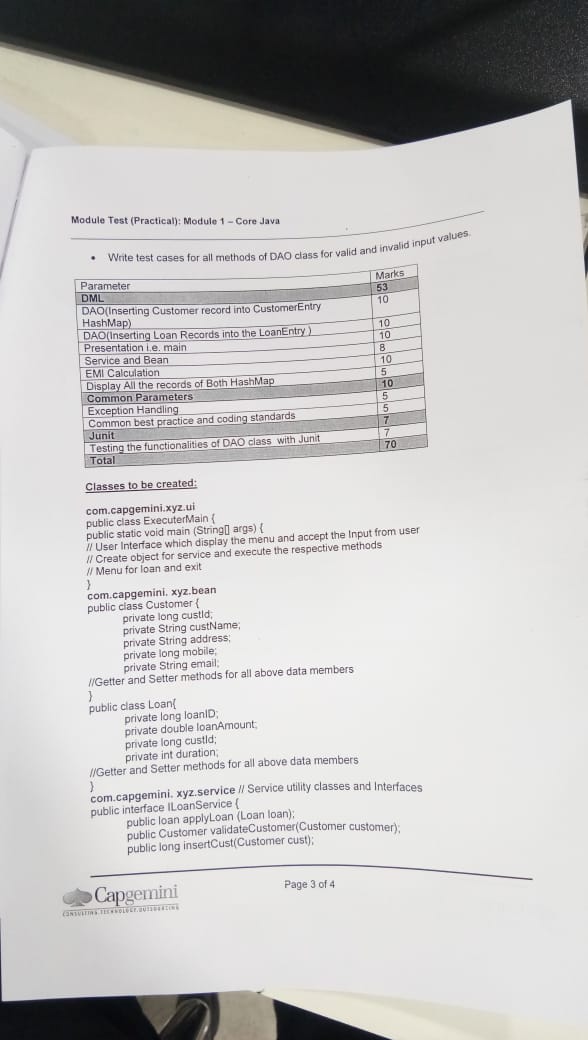 Module Test (Practical): Module 1 – Core Java
• Write test cases for all methods of DAO class for valid and invalid input values.
Parameter Marks
DML 53
DAO(Inserting Customer record into CustomerEntry 10
HashMap)
DAO(Inserting Loan Records into the LoanEntry ) 10
Presentation i.e. main 10
Service and Bean 8
EMI Calculation 10
Display All the records of Both HashMap 5
Common Parameters 10
Exception Handling 5
Common best practice and coding standards 5
Junit 7
Testing the functionalities of DAO class with Junit 7
Total 70
Classes to be created:
com.capgemini.xyz.ui
public class ExecuterMain {
public static void main (String[] args) {
// User Interface which display the menu and accept the Input from user
// Create object for service and execute the respective methods
// Menu for loan and exit
}
com.capgemini. xyz.bean
public class Customer {
private long custId;
private String custName;
private String address;
private long mobile;
private String email;
//Getter and Setter methods for all above data members
}
public class Loan{
private long loanID;
private double loanAmount;
private long custId;
private int duration;
//Getter and Setter methods for all above data members
}
com.capgemini. xyz.service // Service utility classes and Interfaces
public interface ILoanService {
public loan applyLoan (Loan loan);
public Customer validateCustomer(Customer customer);
public long insertCust(Customer cust);
Capgemini
CONSULTING.TECHNOLOGY.OUTSOURCING
Page 3 of 4